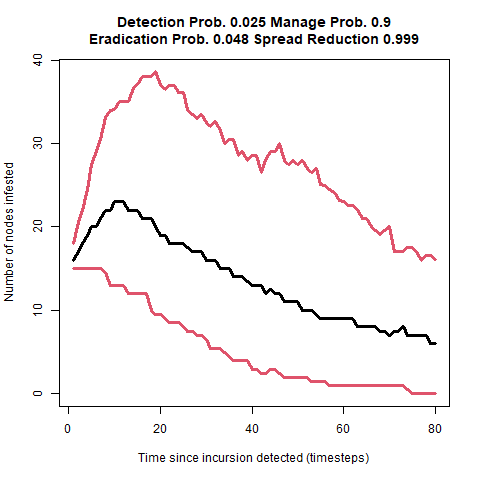 Detection Prob. 0.025 Manage Prob. 0.9
Eradication Prob. 0.048 Spread Reduction 0.999
Number of nodes infested
40
30
20
10
0
0 20 40 60 80
Time since incursion detected (timesteps)